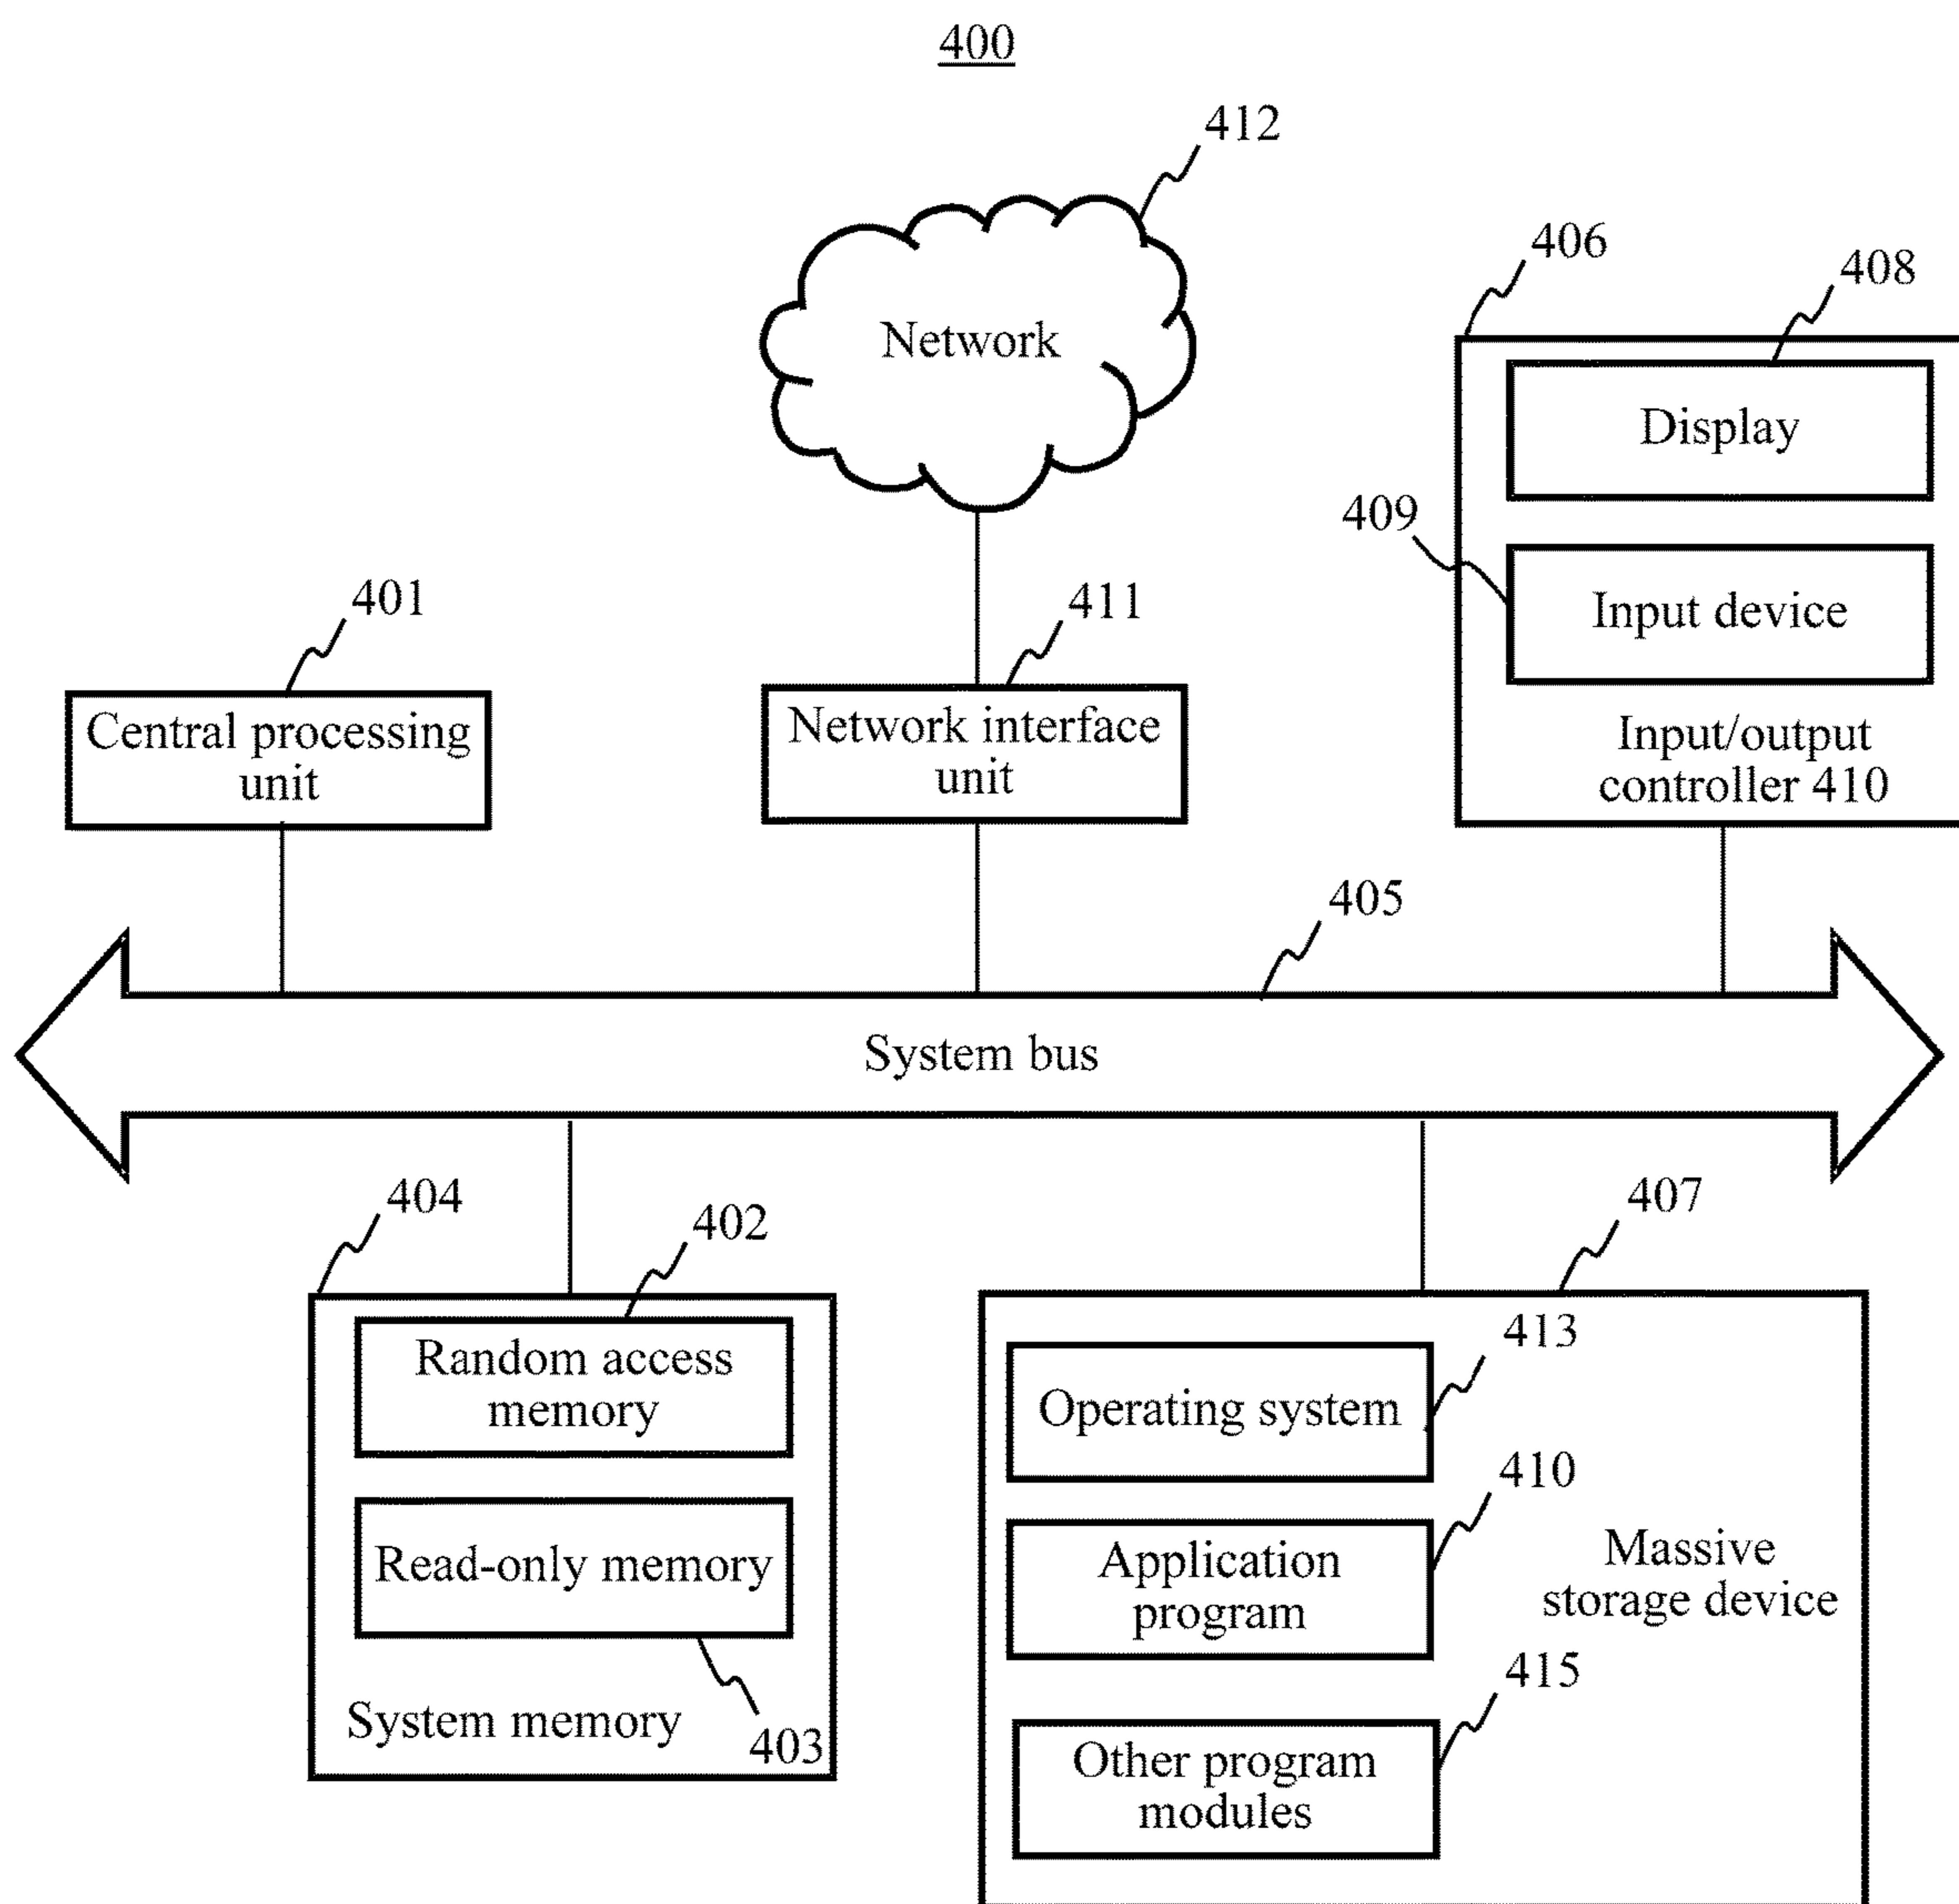 400
412
Network
406
408
Display
409
Input device
Input/output
controller 410
401
Central processing
unit
411
Network interface
unit
405
System bus
404
402
Random access
memory
Read-only memory
403
System memory
407
413
Operating system
410
Application
program
Massive
storage device
415
Other program
modules